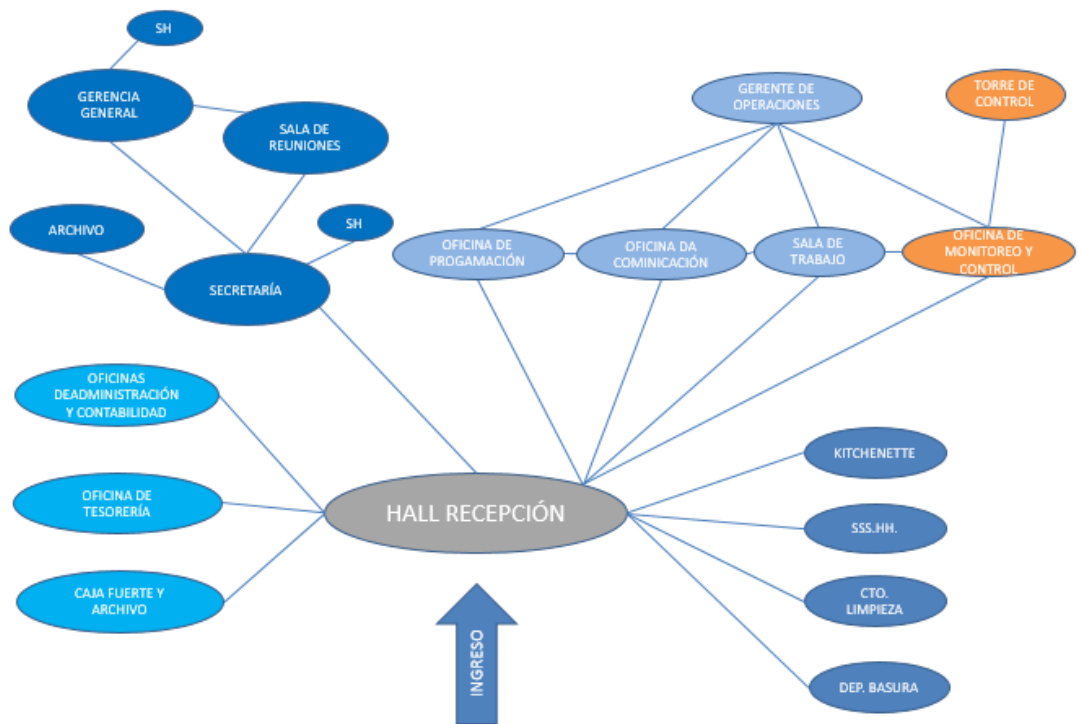 SH
GERENCIA
GENERAL
SALA DE
REUNIONES
ARCHIVO
SH
SECRETARÍA
GERENTE DE
OPERACIONES
TORRE DE
CONTROL
OFICINA DE
PROGAMACIÓN
OFICINA DA
COMINICACIÓN
SALA DE
TRABAJO
OFICINA DE
MONITOREO Y
CONTROL
OFICINAS
DEADMINISTRACIÓN
Y CONTABILIDAD
OFICINA DE
TESORERÍA
CAJA FUERTE Y
ARCHIVO
HALL RECEPCIÓN
KITCHENETTE
SSS.HH.
CTO.
LIMPIEZA
DEP. BASURA
INGRESO